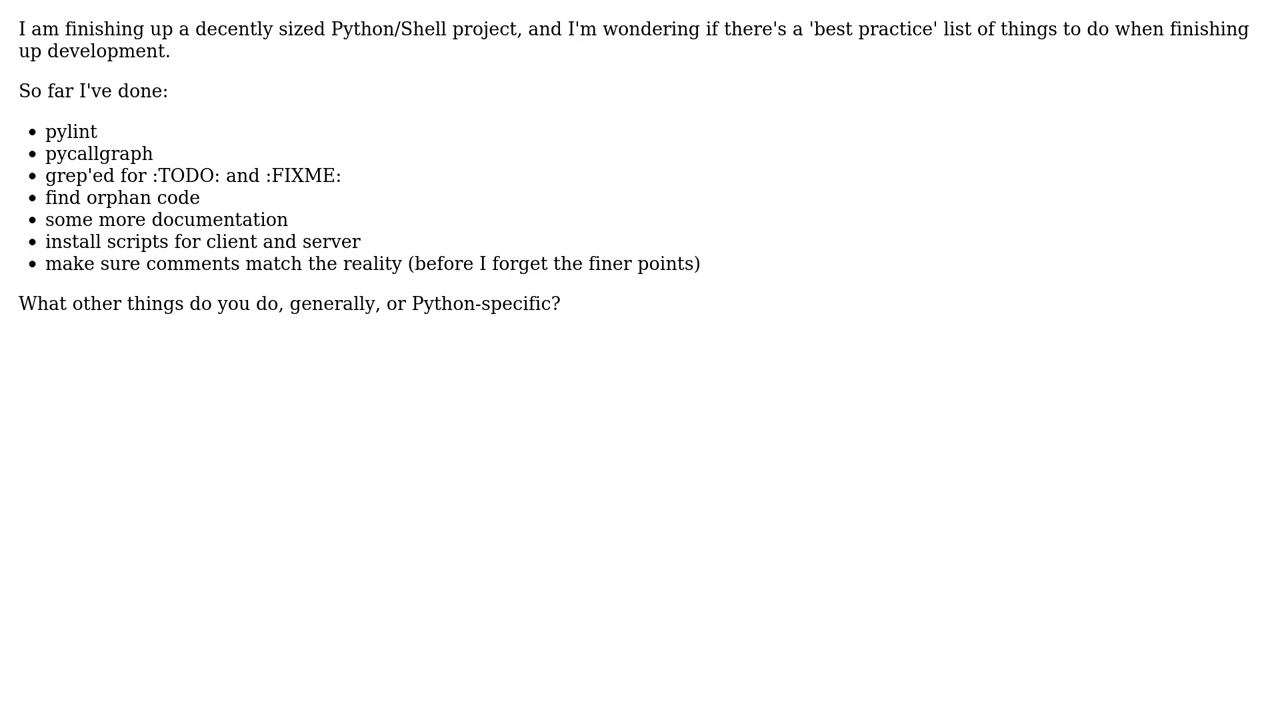 I am finishing up a decently sized Python/Shell project, and I'm wondering if there's a 'best practice' list of things to do when finishing
up development.
So far I've done:
• pylint
• pycallgraph
• grep'ed for :TODO: and :FIXME:
• find orphan code
• some more documentation
• install scripts for client and server
• make sure comments match the reality (before I forget the finer points)
What other things do you do, generally, or Python-specific?